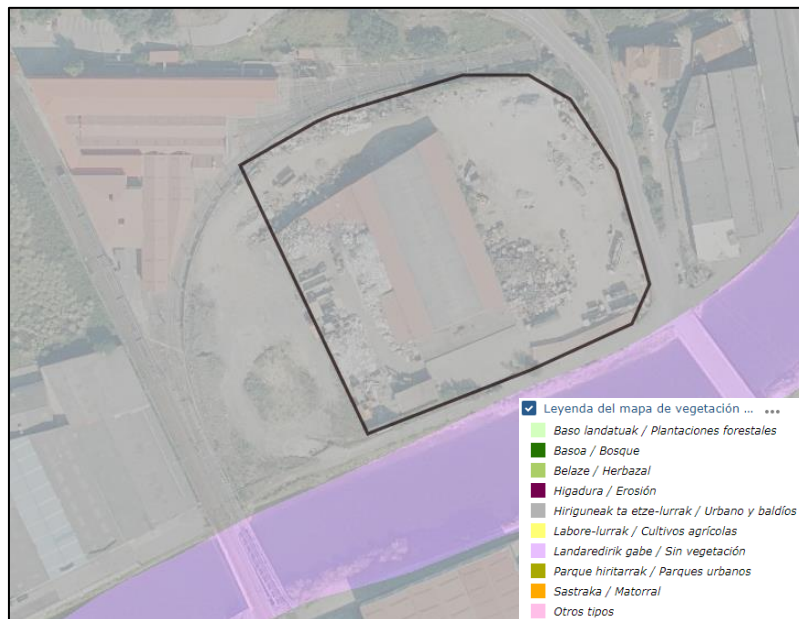 Leyenda del mapa de vegetación ... •••
Baso landatuak / Plantaciones forestales
Basoa / Bosque
Belaze / Herbazal
Higadura / Erosión
Hiriguneak ta etze-lurrak / Urbano y baldíos
Labore-lurrak / Cultivos agrícolas
Landaredirik gabe / Sin vegetación
Parque hiritarrak / Parques urbanos
Sastraka / Matorral
Otros tipos